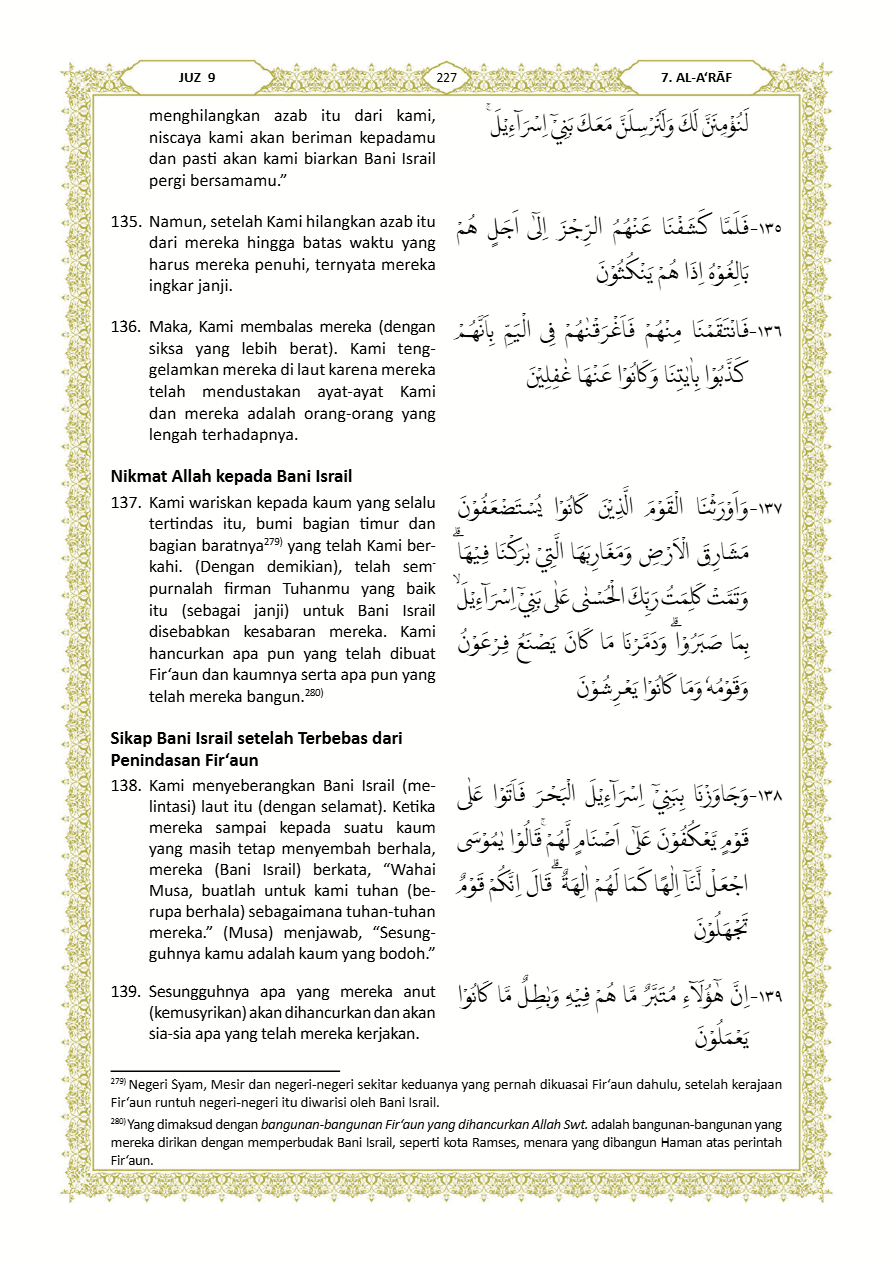 JUZ 9
227
7. AL-A‘RĀF
menghilangkan azab itu dari kami,
niscaya kami akan beriman kepadamu
dan pasti akan kami biarkan Bani Israil
pergi bersamamu.”
لَنُؤْمِنَنَّ لَكَ وَلَنُرْسِلَنَّ مَعَكَ بَنِيْٓ اِسْرَاۤءِيْلَ ۚ
135. Namun, setelah Kami hilangkan azab itu
dari mereka hingga batas waktu yang
harus mereka penuhi, ternyata mereka
ingkar janji.
١٣٥-فَلَمَّا كَشَفْنَا عَنْهُمُ الرِّجْزَ اِلٰٓى اَجَلٍ هُمْ
بَالِغُوْهُ اِذَا هُمْ يَنْكُثُوْنَ
136. Maka, Kami membalas mereka (dengan
siksa yang lebih berat). Kami teng-
gelamkan mereka di laut karena mereka
telah mendustakan ayat-ayat Kami
dan mereka adalah orang-orang yang
lengah terhadapnya.
١٣٦-فَانْتَقَمْنَا مِنْهُمْ فَاَغْرَقْنٰهُمْ فِى الْيَمِّ بِاَنَّهُمْ
كَذَّبُوْا بِاٰيٰتِنَا وَكَانُوْا عَنْهَا غٰفِلِيْنَ
Nikmat Allah kepada Bani Israil
137. Kami wariskan kepada kaum yang selalu
tertindas itu, bumi bagian timur dan
bagian baratnya²⁷⁹⁾ yang telah Kami ber-
kahi. (Dengan demikian), telah sem-
purnalah firman Tuhanmu yang baik
itu (sebagai janji) untuk Bani Israil
disebabkan kesabaran mereka. Kami
hancurkan apa pun yang telah dibuat
Fir‘aun dan kaumnya serta apa pun yang
telah mereka bangun.²⁸⁰⁾
١٣٧-وَاَوْرَثْنَا الْقَوْمَ الَّذِيْنَ كَانُوْا يُسْتَضْعَفُوْنَ
مَشَارِقَ الْاَرْضِ وَمَغَارِبَهَا الَّتِيْ بٰرَكْنَا فِيْهَاۗ
وَتَمَّتْ كَلِمَتُ رَبِّكَ الْحُسْنٰى عَلٰى بَنِيْٓ اِسْرَاۤءِيْلَۙ
بِمَا صَبَرُوْاۗ وَدَمَّرْنَا مَا كَانَ يَصْنَعُ فِرْعَوْنُ
وَقَوْمُهٗ وَمَا كَانُوْا يَعْرِشُوْنَ
Sikap Bani Israil setelah Terbebas dari
Penindasan Fir‘aun
138. Kami menyeberangkan Bani Israil (me-
lintasi) laut itu (dengan selamat). Ketika
mereka sampai kepada suatu kaum
yang masih tetap menyembah berhala,
mereka (Bani Israil) berkata, “Wahai
Musa, buatlah untuk kami tuhan (be-
rupa berhala) sebagaimana tuhan-tuhan
mereka.” (Musa) menjawab, “Sesung-
guhnya kamu adalah kaum yang bodoh.”
١٣٨-وَجَاوَزْنَا بِبَنِيْٓ اِسْرَاۤءِيْلَ الْبَحْرَ فَاَتَوْا عَلٰى
قَوْمٍ يَّعْكُفُوْنَ عَلٰٓى اَصْنَامٍ لَّهُمْۚ قَالُوْا يٰمُوْسَى
اجْعَلْ لَّنَآ اِلٰهًا كَمَا لَهُمْ اٰلِهَةٌ ۗقَالَ اِنَّكُمْ قَوْمٌ
تَجْهَلُوْنَ
139. Sesungguhnya apa yang mereka anut
(kemusyrikan) akan dihancurkan dan akan
sia-sia apa yang telah mereka kerjakan.
١٣٩-اِنَّ هٰٓؤُلَاۤءِ مُتَبَّرٌ مَّا هُمْ فِيْهِ وَبٰطِلٌ مَّا كَانُوْا
يَعْمَلُوْنَ
²⁷⁹⁾ Negeri Syam, Mesir dan negeri-negeri sekitar keduanya yang pernah dikuasai Fir‘aun dahulu, setelah kerajaan
Fir‘aun runtuh negeri-negeri itu diwarisi oleh Bani Israil.
²⁸⁰⁾ Yang dimaksud dengan bangunan-bangunan Fir‘aun yang dihancurkan Allah Swt. adalah bangunan-bangunan yang
mereka dirikan dengan memperbudak Bani Israil, seperti kota Ramses, menara yang dibangun Haman atas perintah
Fir‘aun.